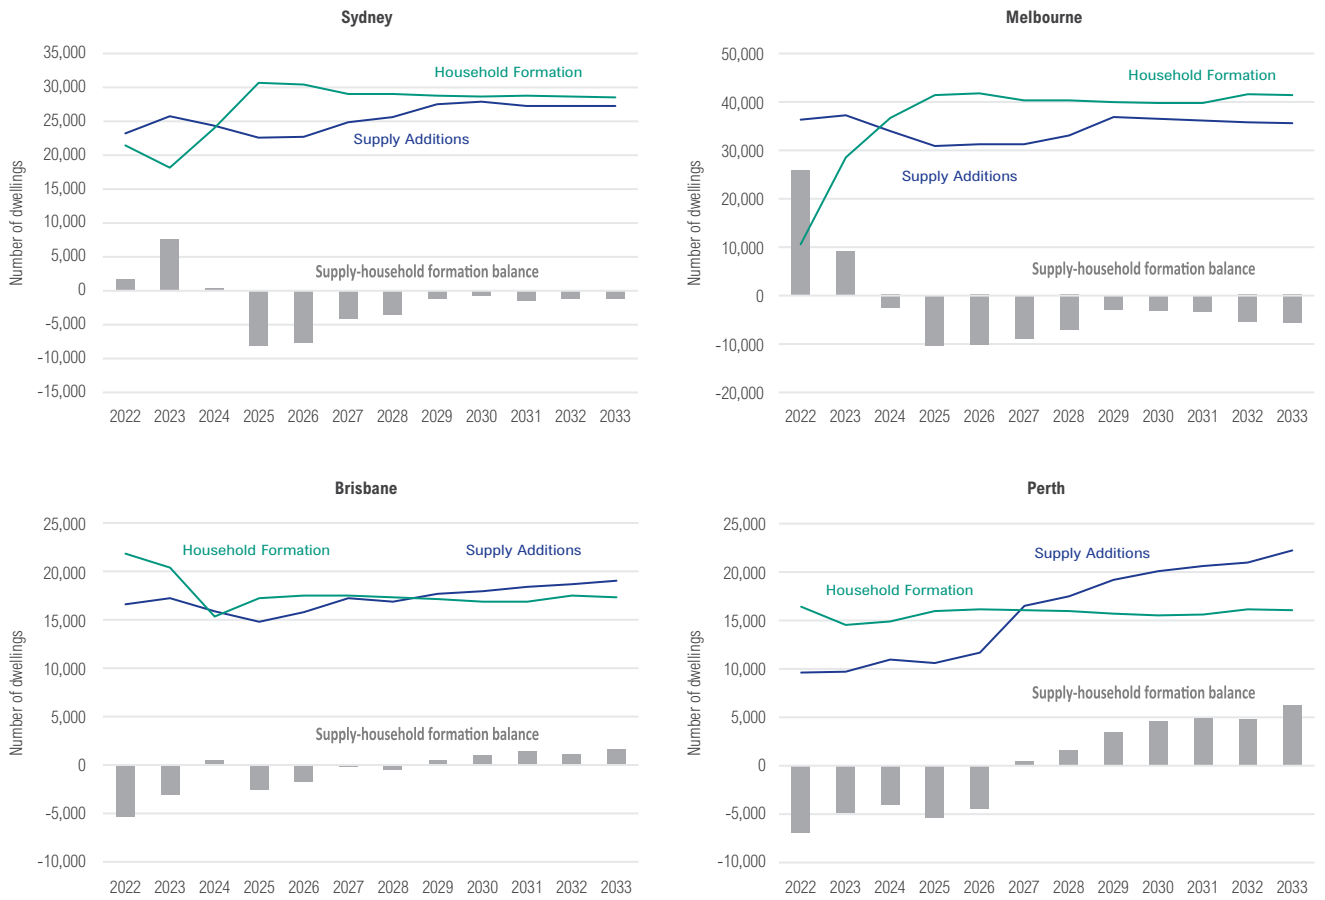 Sydney
35,000
30,000
25,000
20,000
15,000
10,000
5,000
0
-5,000
-10,000
-15,000
Number of dwellings
Household Formation
Supply Additions
Supply-household formation balance
2022 2023 2024 2025 2026 2027 2028 2029 2030 2031 2032 2033
Melbourne
50,000
40,000
30,000
20,000
10,000
0
-10,000
-20,000
Number of dwellings
Household Formation
Supply Additions
Supply-household formation balance
2022 2023 2024 2025 2026 2027 2028 2029 2030 2031 2032 2033
Brisbane
25,000
20,000
15,000
10,000
5,000
0
-5,000
-10,000
Number of dwellings
Household Formation
Supply Additions
Supply-household formation balance
2022 2023 2024 2025 2026 2027 2028 2029 2030 2031 2032 2033
Perth
25,000
20,000
15,000
10,000
5,000
0
-5,000
-10,000
Number of dwellings
Supply Additions
Household Formation
Supply-household formation balance
2022 2023 2024 2025 2026 2027 2028 2029 2030 2031 2032 2033